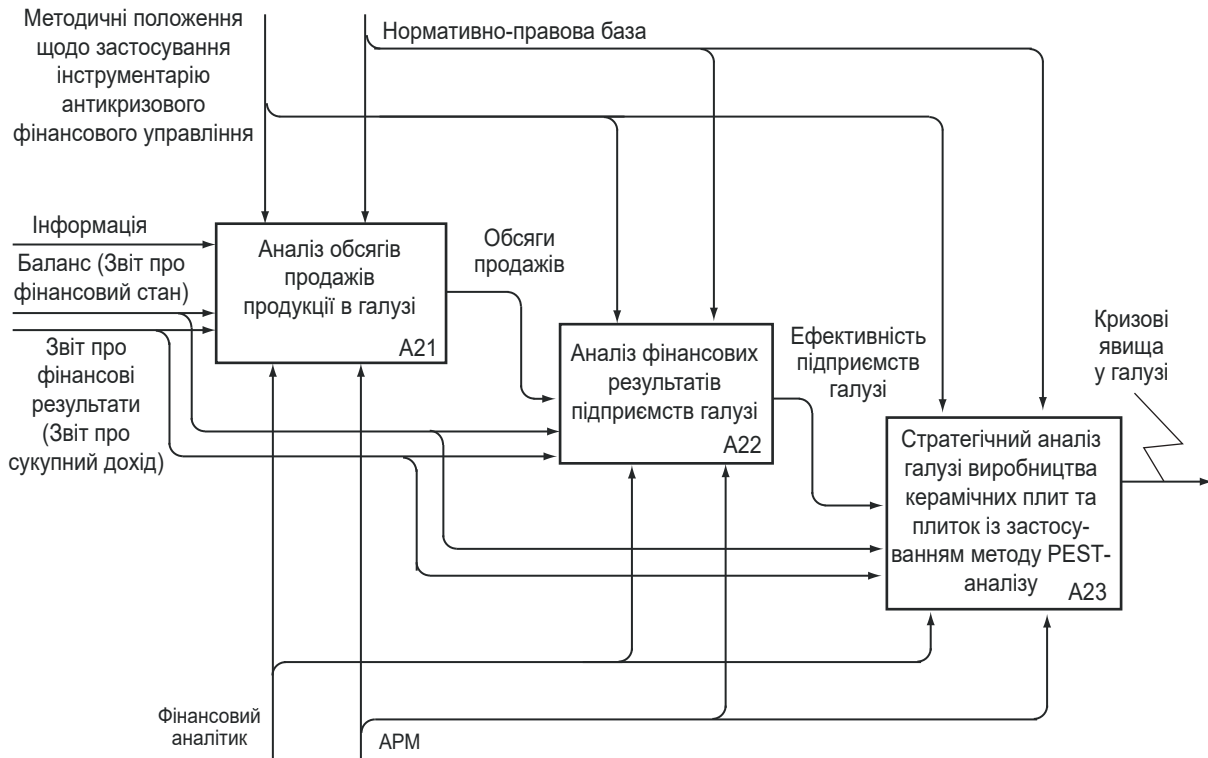 Методичні положення
щодо застосування
інструментарію
антикризового
фінансового управління
Нормативно-правова база
Інформація
Баланс (Звіт про
фінансовий стан)
Звіт про
фінансові
результати
(Звіт про
сукупний дохід)
Аналіз обсягів
продажів
продукції в галузі
А21
Обсяги
продажів
Аналіз фінансових
результатів
підприємств галузі
А22
Ефективність
підприємств
галузі
Стратегічний аналіз
галузі виробництва
керамічних плит та
плиток із застосу-
ванням методу PEST-
аналізу
А23
Кризові
явища
у галузі
Фінансовий
аналітик
АРМ